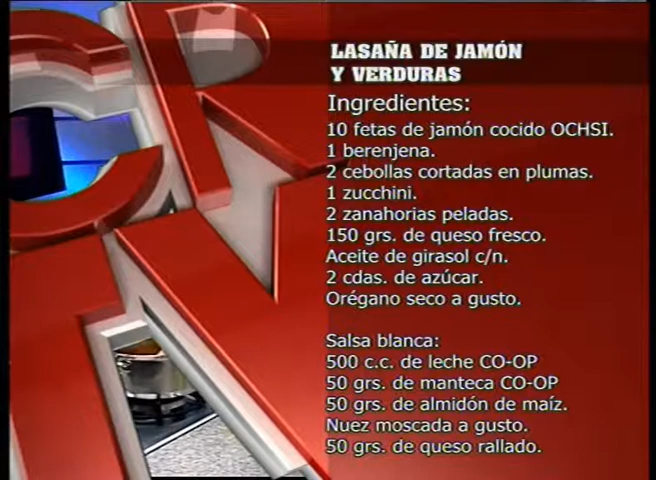 LASAÑA DE JAMÓN
Y VERDURAS
Ingredientes:
10 fetas de jamón cocido OCHSI.
1 berenjena.
2 cebollas cortadas en plumas.
1 zucchini.
2 zanahorias peladas.
150 grs. de queso fresco.
Aceite de girasol c/n.
2 cdas. de azúcar.
Orégano seco a gusto.
Salsa blanca:
500 c.c. de leche CO-OP
50 grs. de manteca CO-OP
50 grs. de almidón de maíz.
Nuez moscada a gusto.
50 grs. de queso rallado.